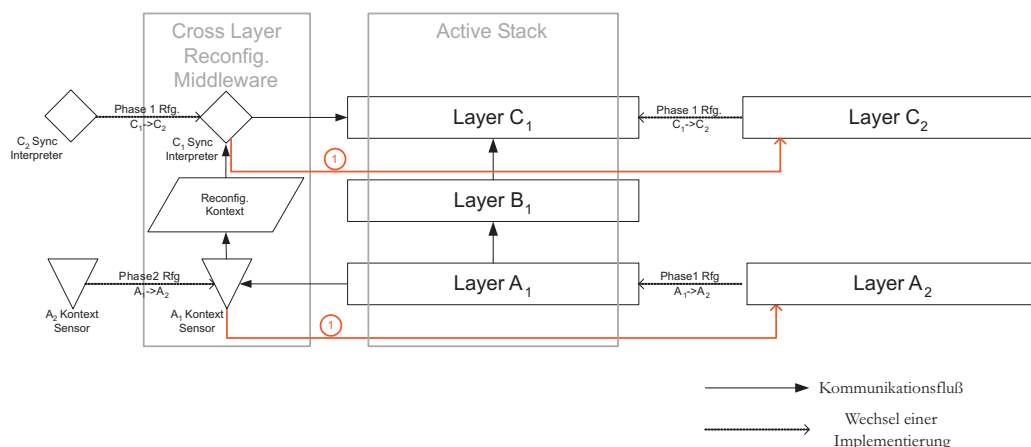 Cross Layer
Reconfig.
Middleware
Active Stack
Phase 1 Rfg.
C1->C2
C2 Sync
Interpreter
C1 Sync
Interpreter
Layer C1
Phase 1 Rfg.
C1->C2
Layer C2
1
Reconfig.
Kontext
Layer B1
Phase2 Rfg
A1->A2
A2 Kontext
Sensor
A1 Kontext
Sensor
Layer A1
Phase1 Rfg
A1->A2
Layer A2
1
Kommunikationsfluß
Wechsel einer
Implementierung